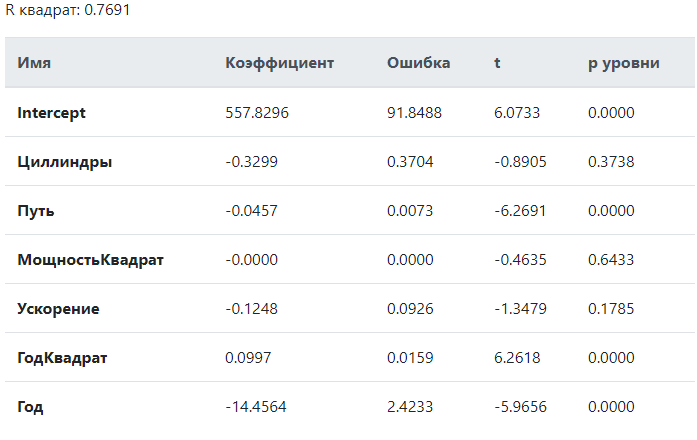 R квадрат: 0.7691
Имя Коэффициент Ошибка t p уровни
Intercept 557.8296 91.8488 6.0733 0.0000
Циллиндры -0.3299 0.3704 -0.8905 0.3738
Путь -0.0457 0.0073 -6.2691 0.0000
МощностьКвадрат -0.0000 0.0000 -0.4635 0.6433
Ускорение -0.1248 0.0926 -1.3479 0.1785
ГодКвадрат 0.0997 0.0159 6.2618 0.0000
Год -14.4564 2.4233 -5.9656 0.0000